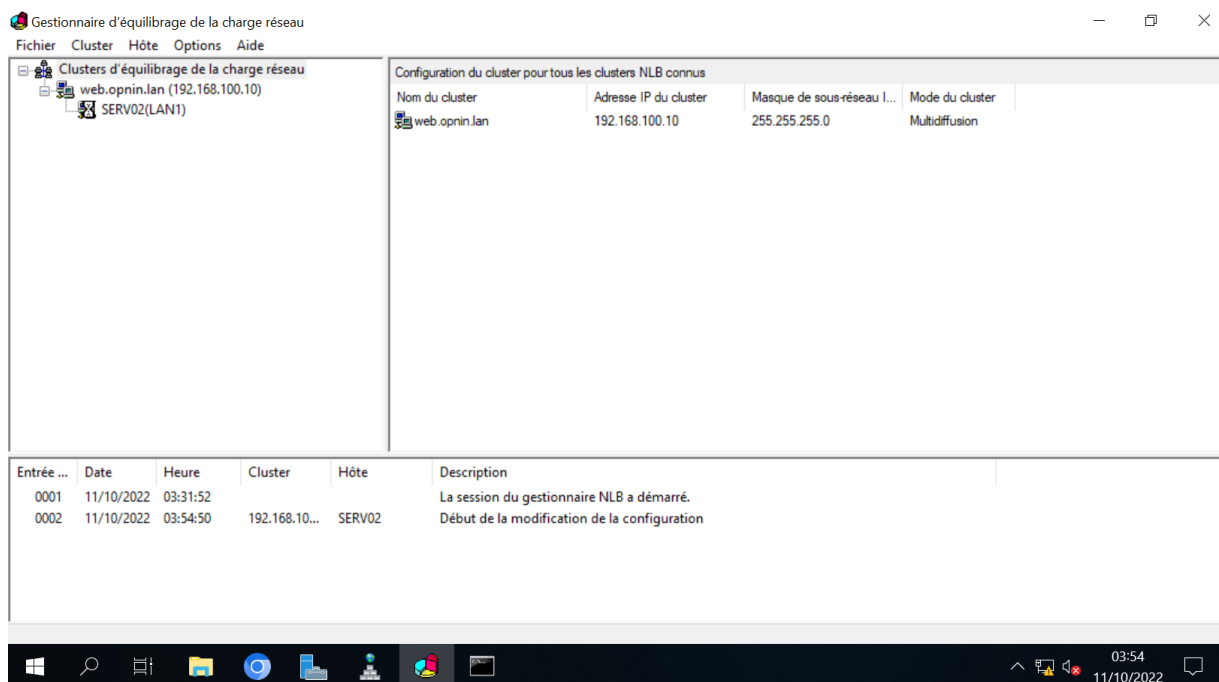 Gestionnaire d'équilibrage de la charge réseau
Fichier Cluster Hôte Options Aide
Clusters d'équilibrage de la charge réseau
web.opnin.lan (192.168.100.10)
SERV02(LAN1)
Configuration du cluster pour tous les clusters NLB connus
Nom du cluster Adresse IP du cluster Masque de sous-réseau I... Mode du cluster
web.opnin.lan 192.168.100.10 255.255.255.0 Multidiffusion
Entrée ... Date Heure Cluster Hôte Description
0001 11/10/2022 03:31:52 La session du gestionnaire NLB a démarré.
0002 11/10/2022 03:54:50 192.168.10... SERV02 Début de la modification de la configuration
03:54
11/10/2022